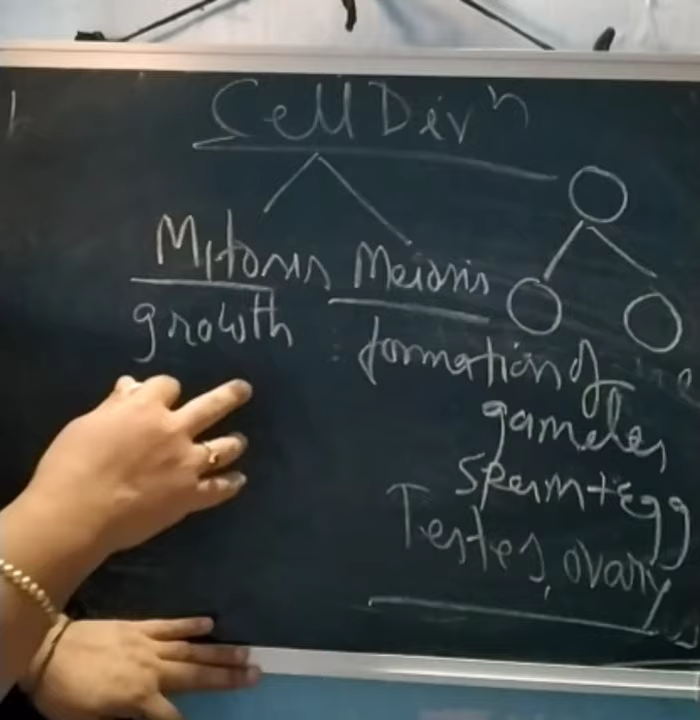 Cell Divⁿ
Mitosis Meiosis
growth : formation of
gametes
sperm+egg
Testes, ovary